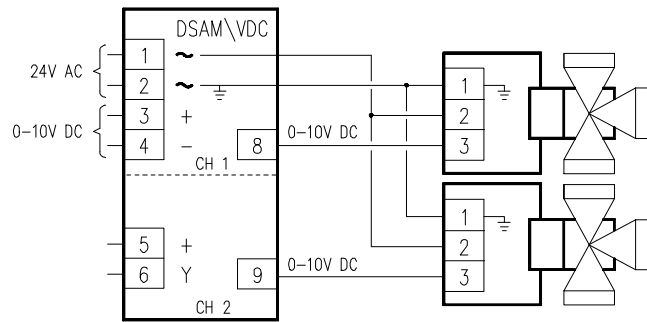 DSAM\VDC
24V AC
1 ~
2 ~
0-10V DC
3 +
4 -
8
0-10V DC
CH 1
5 +
6 Y
9
0-10V DC
CH 2
1
2
3
1
2
3